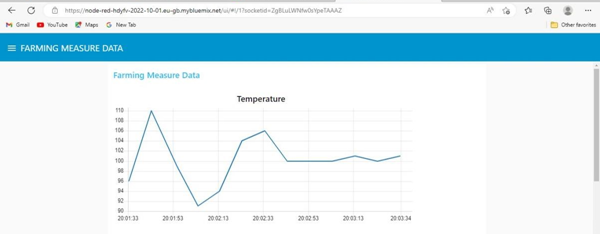 https://node-red-hdyfv-2022-10-01.eu-gb.mybluemix.net/ui/#!/1?socketid=ZgBLuLWNfw0sYpeTAAAZ
Gmail YouTube Maps New Tab Other favorites
FARMING MEASURE DATA
Farming Measure Data
Temperature
110
108
106
104
102
100
98
96
94
92
90
20:01:33 20:01:53 20:02:13 20:02:33 20:02:53 20:03:13 20:03:34